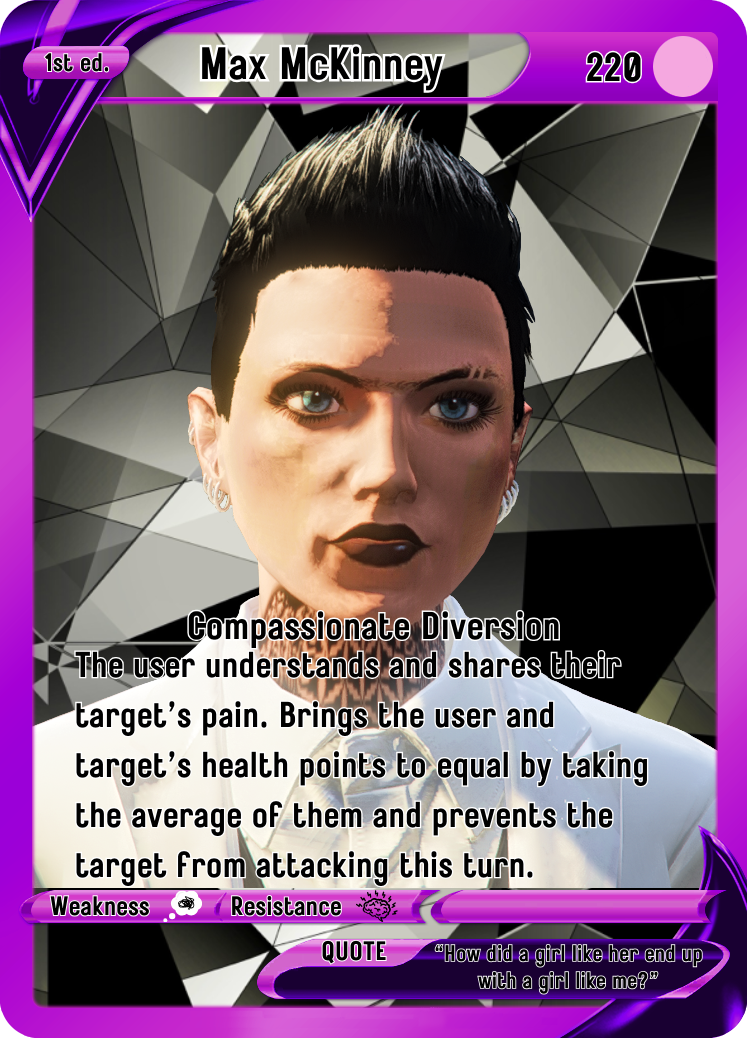 1st ed.
Max McKinney
220
Compassionate Diversion
The user understands and shares their
target's pain. Brings the user and
target's health points to equal by taking
the average of them and prevents the
target from attacking this turn.
Weakness
Resistance
QUOTE
“How did a girl like her end up
with a girl like me?”